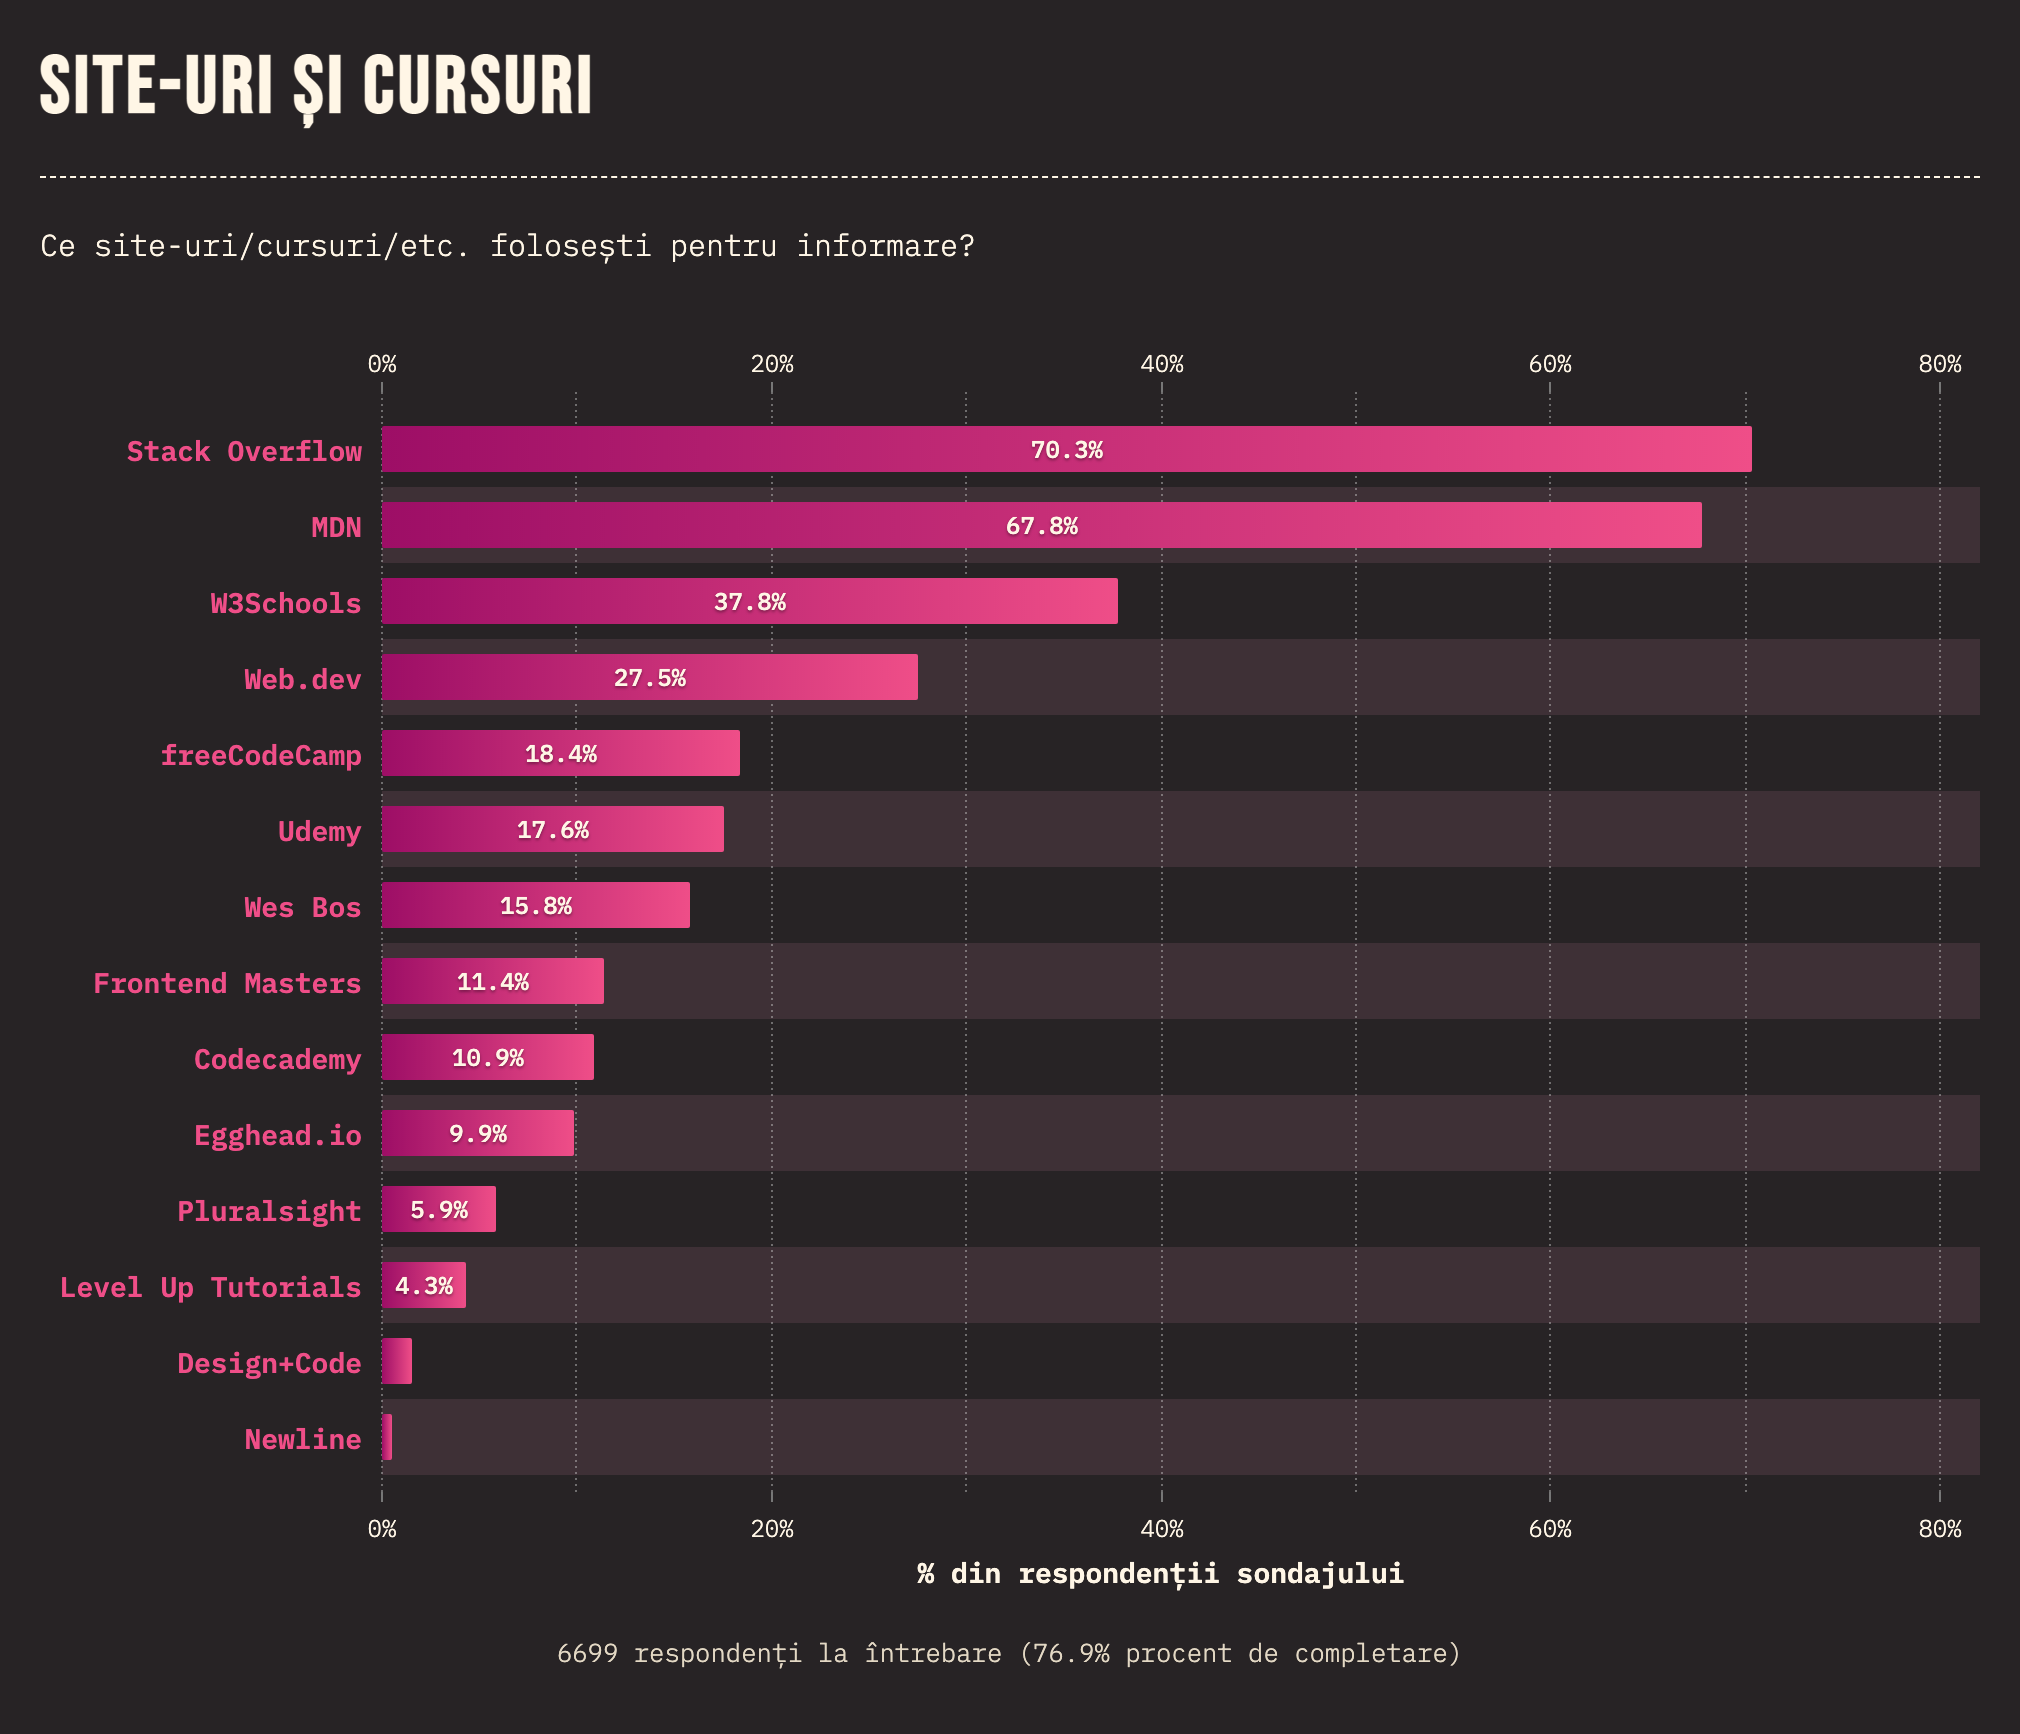 SITE-URI ȘI CURSURI
Ce site-uri/cursuri/etc. folosești pentru informare?
0% 20% 40% 60% 80%
Stack Overflow 70.3%
MDN 67.8%
W3Schools 37.8%
Web.dev 27.5%
freeCodeCamp 18.4%
Udemy 17.6%
Wes Bos 15.8%
Frontend Masters 11.4%
Codecademy 10.9%
Egghead.io 9.9%
Pluralsight 5.9%
Level Up Tutorials 4.3%
Design+Code
Newline
0% 20% 40% 60% 80%
% din respondenții sondajului
6699 respondenți la întrebare (76.9% procent de completare)